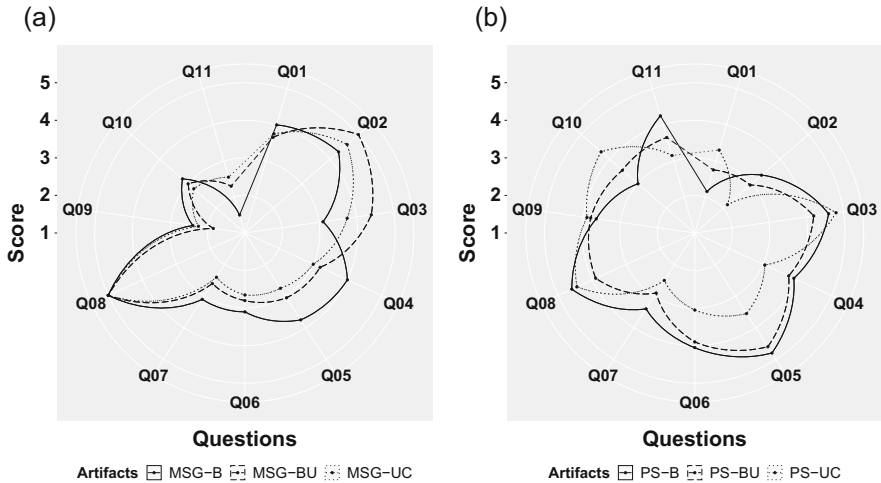 (a)
Q11
Q01
Q10
Q02
Q09
Q03
Q08
Q04
Q07
Q05
Q06
5
4
3
2
1
Score
Questions
Artifacts MSG−B MSG−BU MSG−UC
(b)
Q11
Q01
Q10
Q02
Q09
Q03
Q08
Q04
Q07
Q05
Q06
5
4
3
2
1
Score
Questions
Artifacts PS−B PS−BU PS−UC